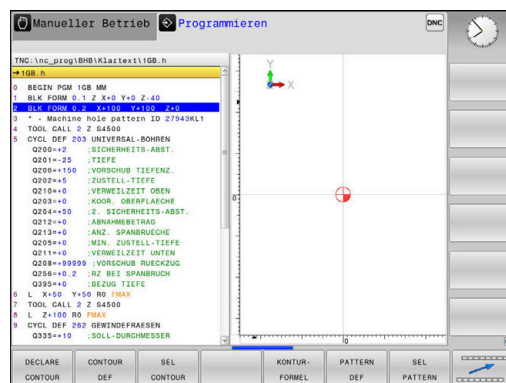 Manueller Betrieb
Programmieren
DNC
TNC:\nc_prog\BHB\Klartext\1GB.h
→1GB.h
0 BEGIN PGM 1GB MM
1 BLK FORM 0.1 Z X+0 Y+0 Z-40
2 BLK FORM 0.2 X+100 Y+100 Z+0
3 * - Machine hole pattern ID 27943KL1
4 TOOL CALL 2 Z S4500
5 CYCL DEF 203 UNIVERSAL-BOHREN
Q200=+2 ;SICHERHEITS-ABST.
Q201=-25 ;TIEFE
Q206=+150 ;VORSCHUB TIEFENZ.
Q202=+5 ;ZUSTELL-TIEFE
Q210=+0 ;VERWEILZEIT OBEN
Q203=+0 ;KOOR. OBERFLAECHE
Q204=+50 ;2. SICHERHEITS-ABST.
Q212=+0 ;ABNAHMEBETRAG
Q213=+0 ;ANZ. SPANBRUECHE
Q205=+0 ;MIN. ZUSTELL-TIEFE
Q211=+0 ;VERWEILZEIT UNTEN
Q208=+99999 ;VORSCHUB RUECKZUG
Q256=+0.2 ;RZ BEI SPANBRUCH
Q395=+0 ;BEZUG TIEFE
6 L X+50 Y+50 R0 FMAX
7 TOOL CALL 2 Z S4500
8 L Z+100 R0 FMAX
9 CYCL DEF 262 GEWINDEFRAESEN
Q335=+10 ;SOLL-DURCHMESSER
Y
X
0
0
DECLARE CONTOUR
CONTOUR DEF
SEL CONTOUR
KONTUR-FORMEL
PATTERN DEF
SEL PATTERN